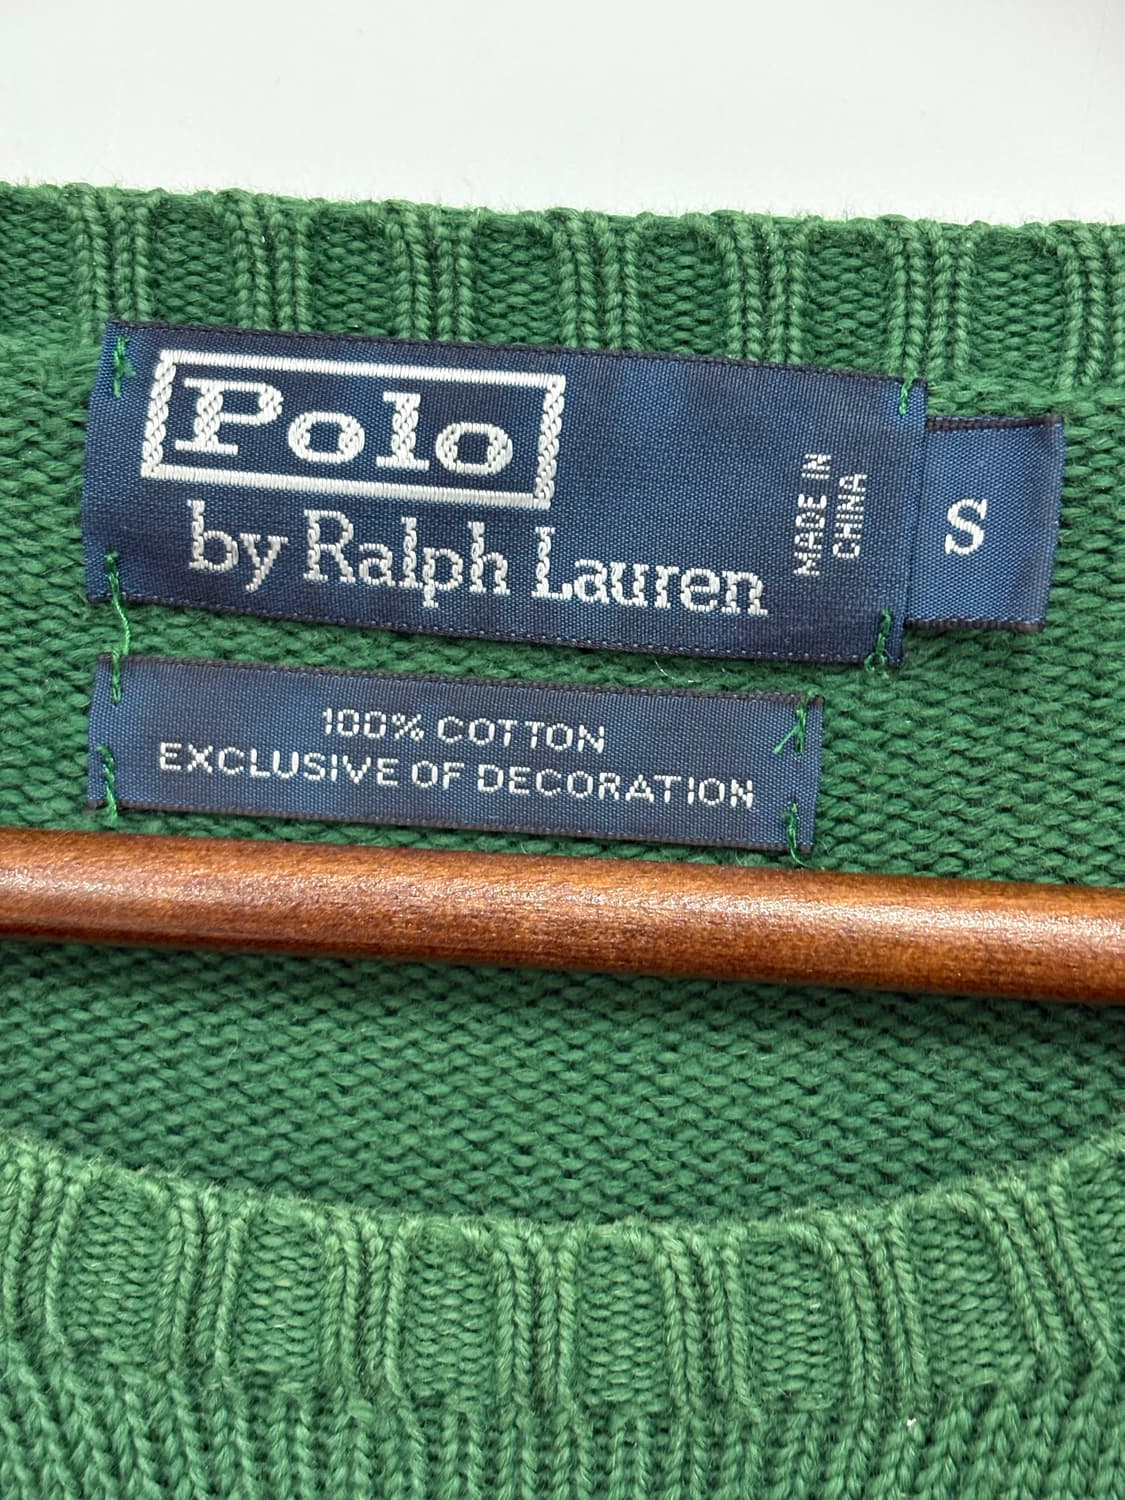 Polo
by Ralph Lauren
MADE IN
CHINA
S
100% COTTON
EXCLUSIVE OF DECORATION